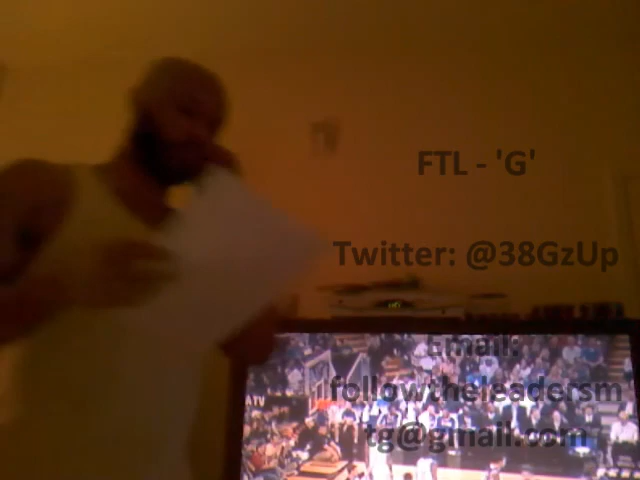 FTL - 'G'
Twitter: @38GzUp
Email:
followtheleadersm
tg@gmail.com